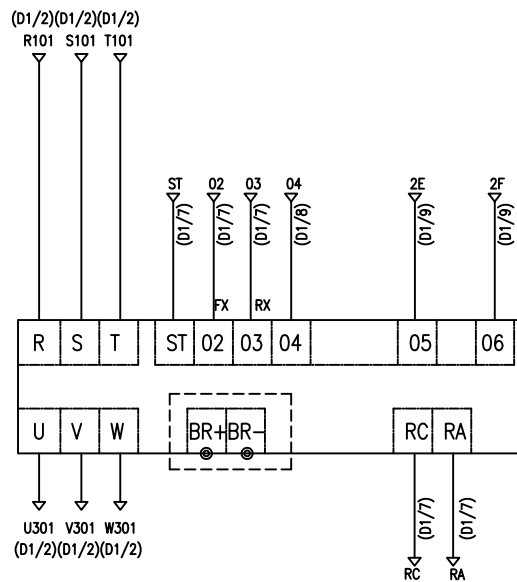 (D1/2)(D1/2)(D1/2)
R101 S101 T101
ST 02 03 04 2E 2F
(D1/7) (D1/7) (D1/7) (D1/8) (D1/9) (D1/9)
FX RX
R S T ST 02 03 04 05 06
U V W BR+ BR- RC RA
U301 V301 W301
(D1/2)(D1/2)(D1/2)
(D1/7) (D1/7)
RC RA